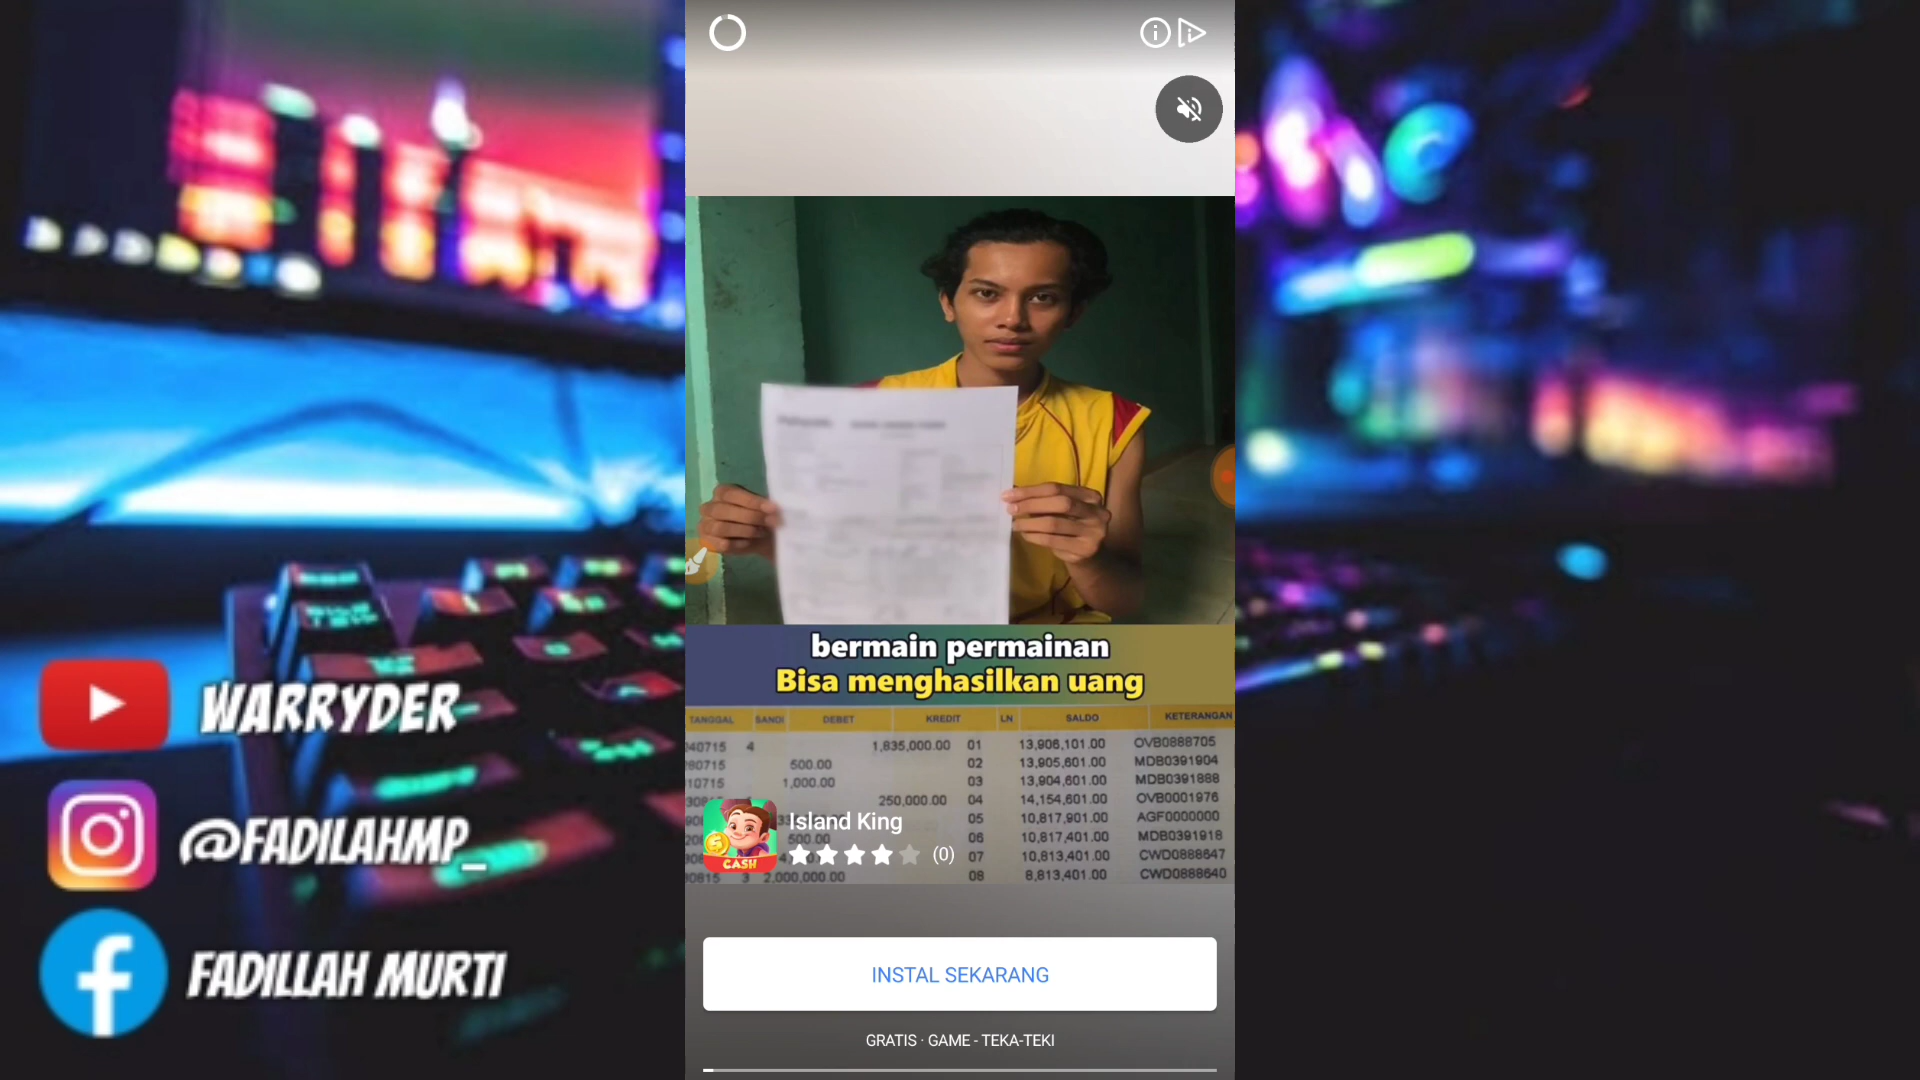 bermain permainan
Bisa menghasilkan uang
TANGGAL SANDI DEBET KREDIT LN SALDO KETERANGAN
240715 4 1,835,000.00 01 13,906,101.00 OVB0888705
500.00 02 13,905,601.00 MDB0391904
1,000.00 03 13,904,601.00 MDB0391888
250,000.00 04 14,154,601.00 OVB0001976
05 10,817,901.00 AGF0000000
500.00 06 10,817,401.00 MDB0391918
07 10,813,401.00 CWD0888647
3 2,000,000.00 08 8,813,401.00 CWD0888640
CASH
Island King
(0)
INSTAL SEKARANG
GRATIS · GAME - TEKA-TEKI
WARRYDER
@FADILAHMP_
FADILLAH MURTI